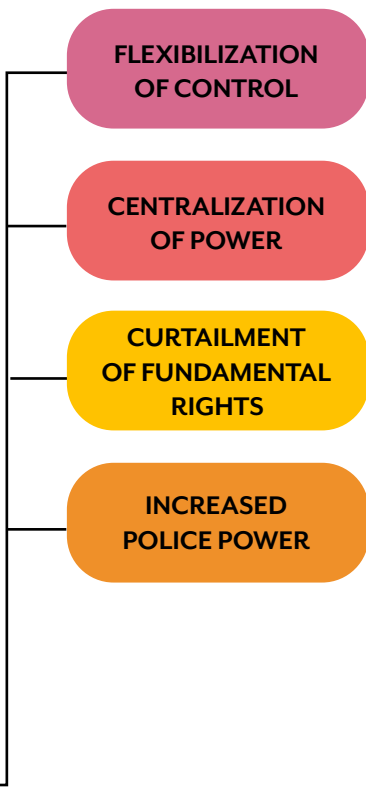 FLEXIBILIZATION
OF CONTROL
CENTRALIZATION
OF POWER
CURTAILMENT
OF FUNDAMENTAL
RIGHTS
INCREASED
POLICE POWER